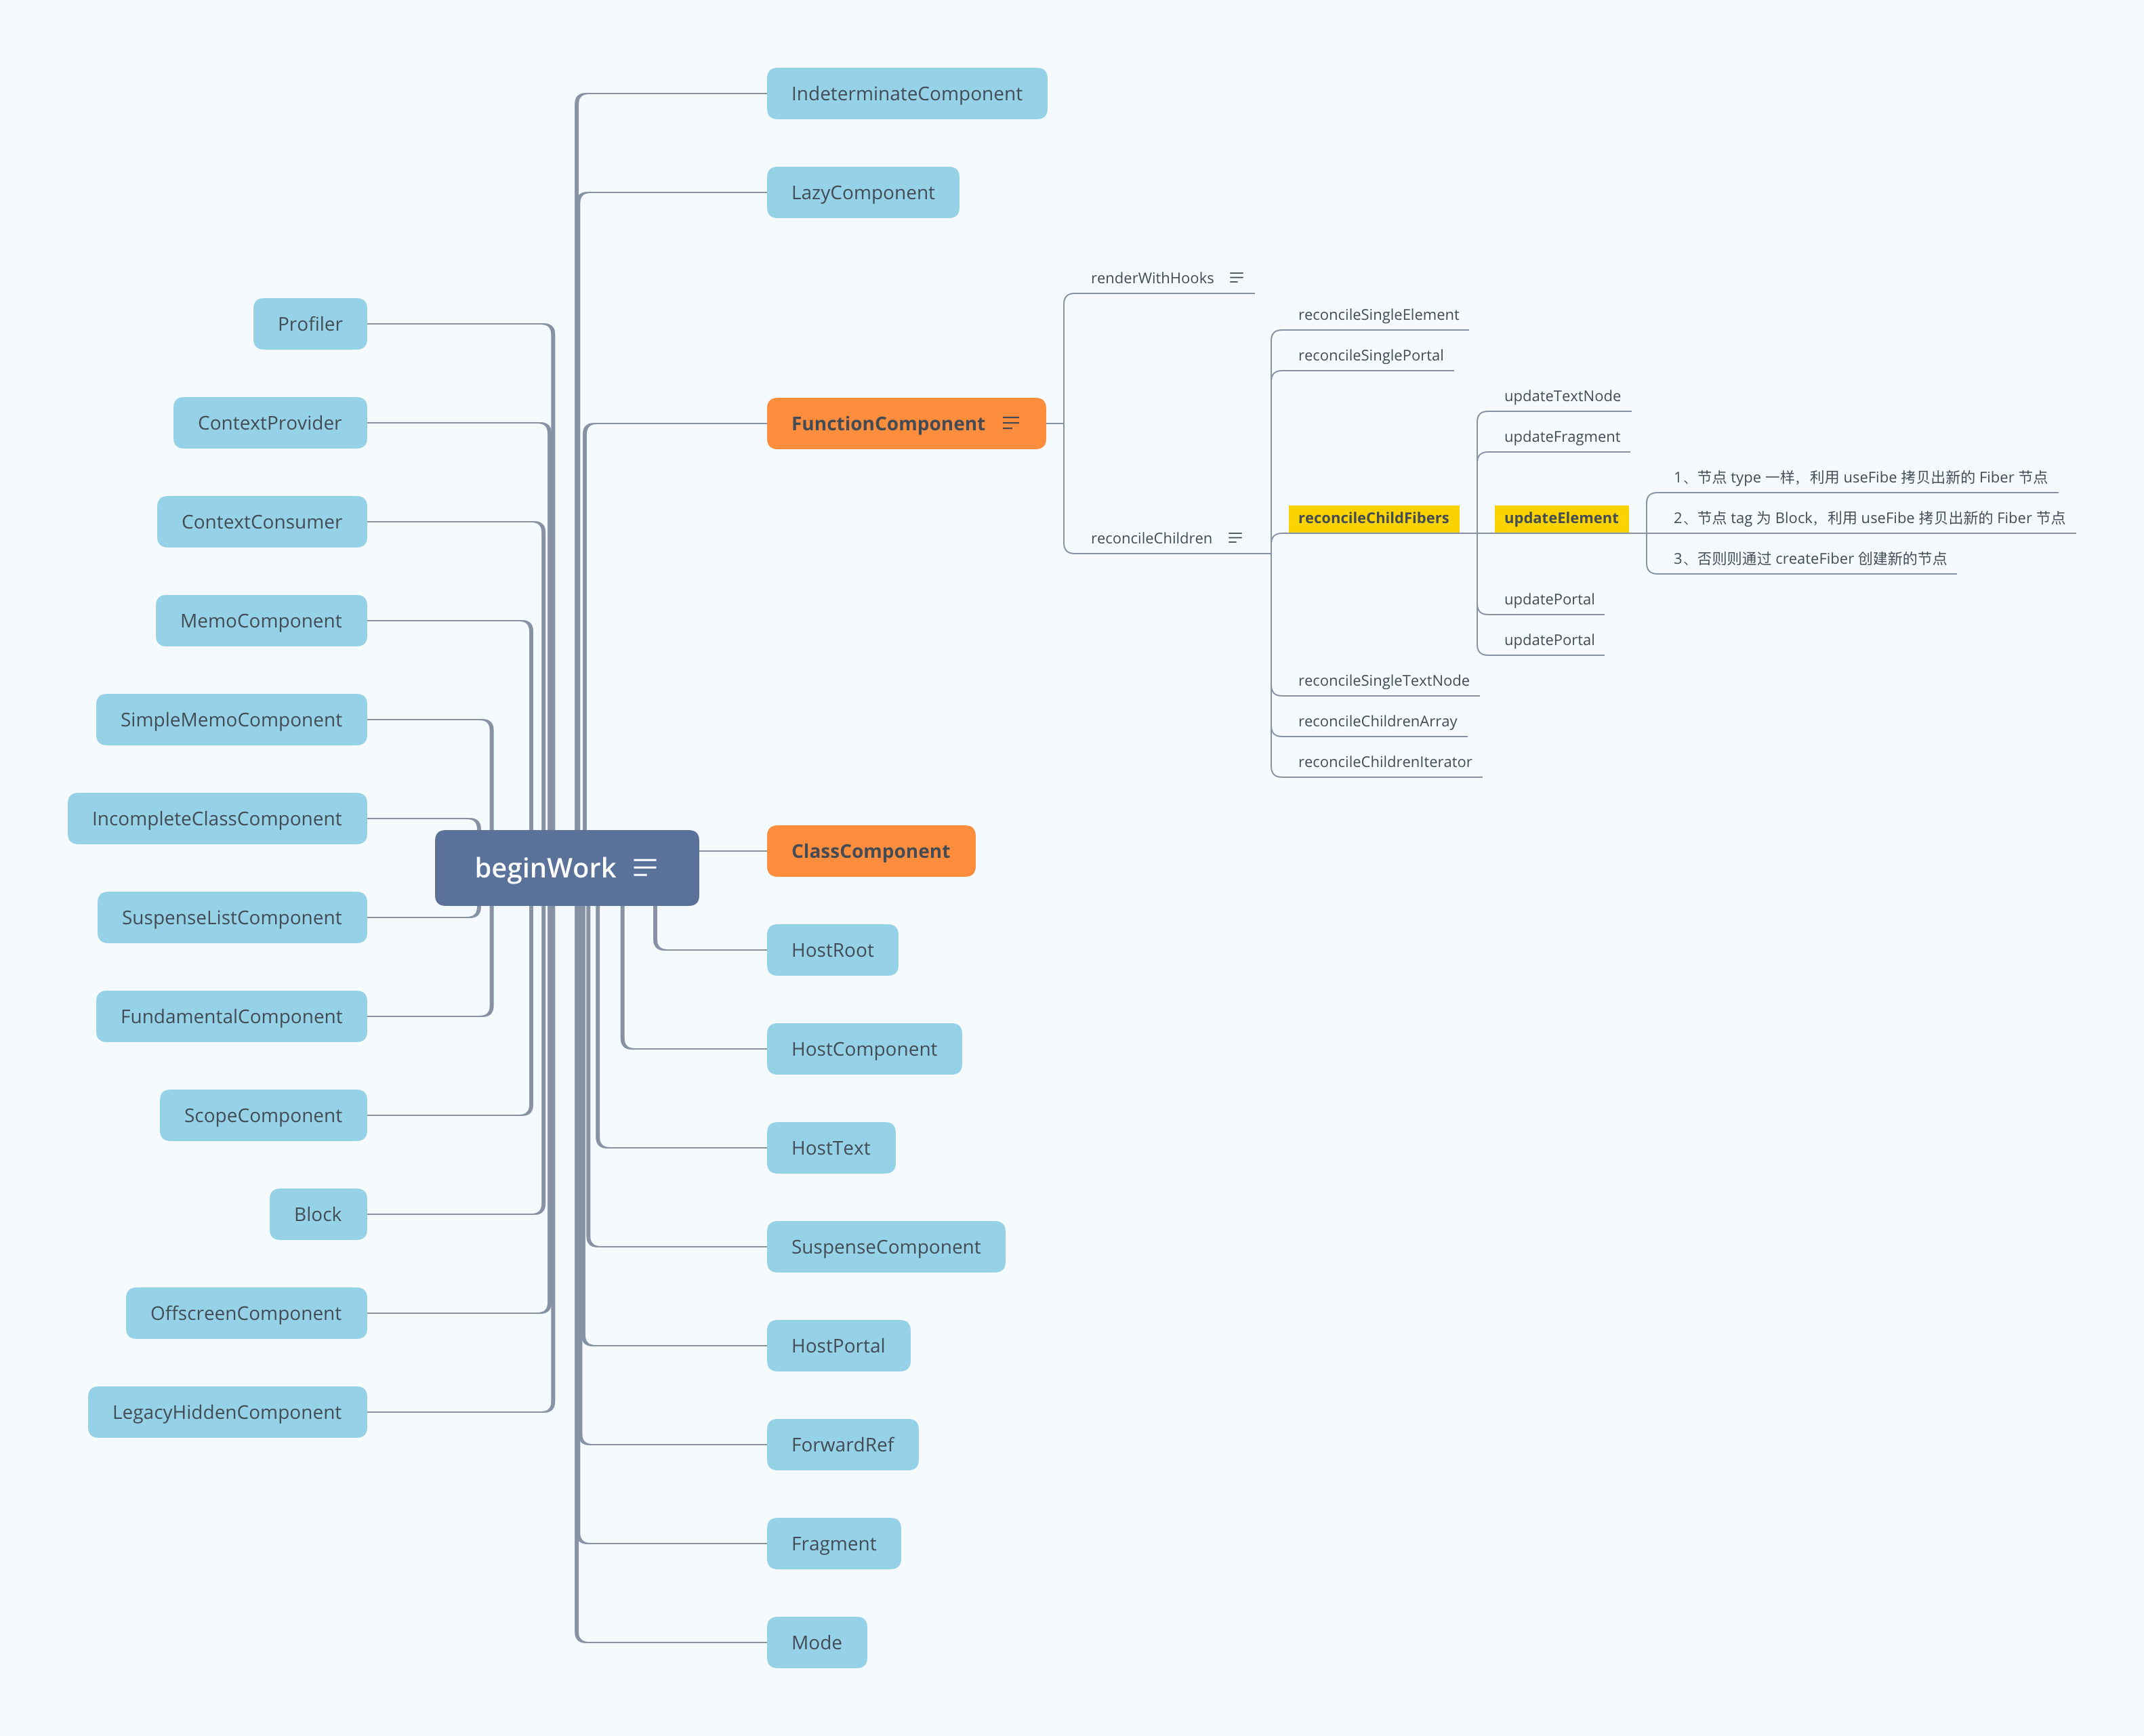 beginWork
IndeterminateComponent
LazyComponent
FunctionComponent
renderWithHooks
reconcileChildren
reconcileSingleElement
reconcileSinglePortal
reconcileChildFibers
updateTextNode
updateFragment
updateElement
1、节点 type 一样，利用 useFibe 拷贝出新的 Fiber 节点
2、节点 tag 为 Block，利用 useFibe 拷贝出新的 Fiber 节点
3、否则则通过 createFiber 创建新的节点
updatePortal
updatePortal
reconcileSingleTextNode
reconcileChildrenArray
reconcileChildrenIterator
ClassComponent
HostRoot
HostComponent
HostText
SuspenseComponent
HostPortal
ForwardRef
Fragment
Mode
Profiler
ContextProvider
ContextConsumer
MemoComponent
SimpleMemoComponent
IncompleteClassComponent
SuspenseListComponent
FundamentalComponent
ScopeComponent
Block
OffscreenComponent
LegacyHiddenComponent